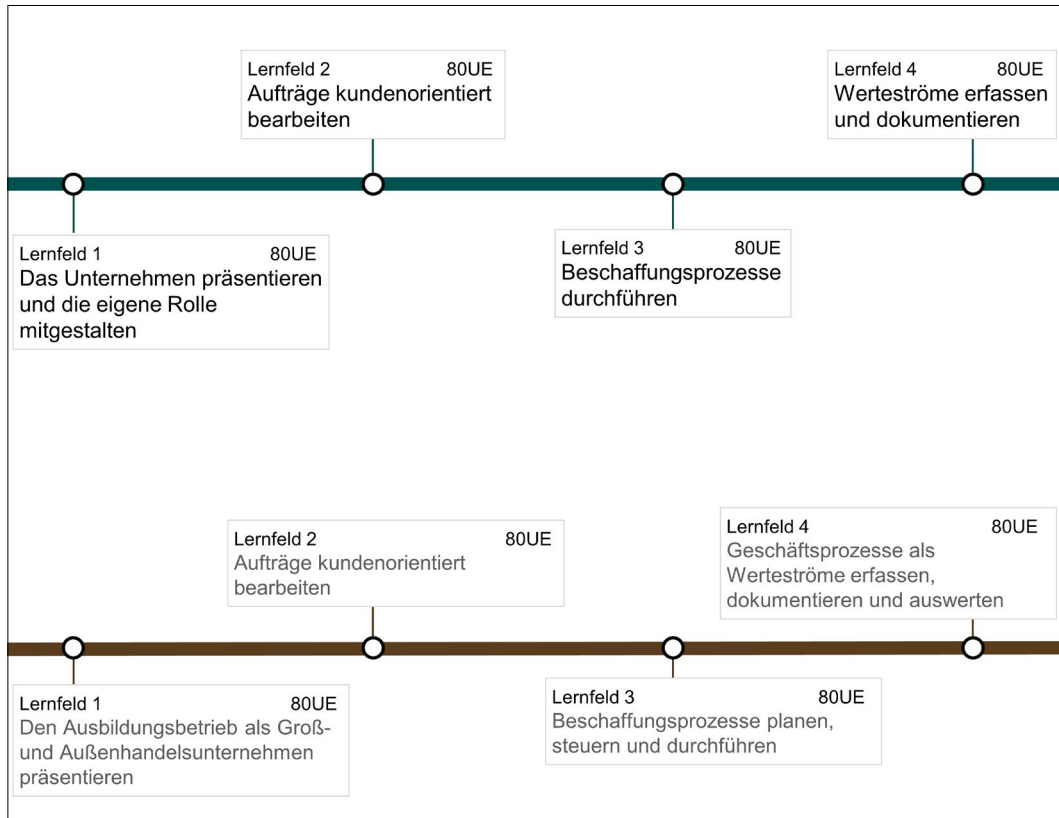 Lernfeld 2 80UE
Aufträge kundenorientiert
bearbeiten
Lernfeld 4 80UE
Werteströme erfassen
und dokumentieren
Lernfeld 1 80UE
Das Unternehmen präsentieren
und die eigene Rolle
mitgestalten
Lernfeld 3 80UE
Beschaffungsprozesse
durchführen
Lernfeld 2 80UE
Aufträge kundenorientiert
bearbeiten
Lernfeld 4 80UE
Geschäftsprozesse als
Werteströme erfassen,
dokumentieren und auswerten
Lernfeld 1 80UE
Den Ausbildungsbetrieb als Groß-
und Außenhandelsunternehmen
präsentieren
Lernfeld 3 80UE
Beschaffungsprozesse planen,
steuern und durchführen